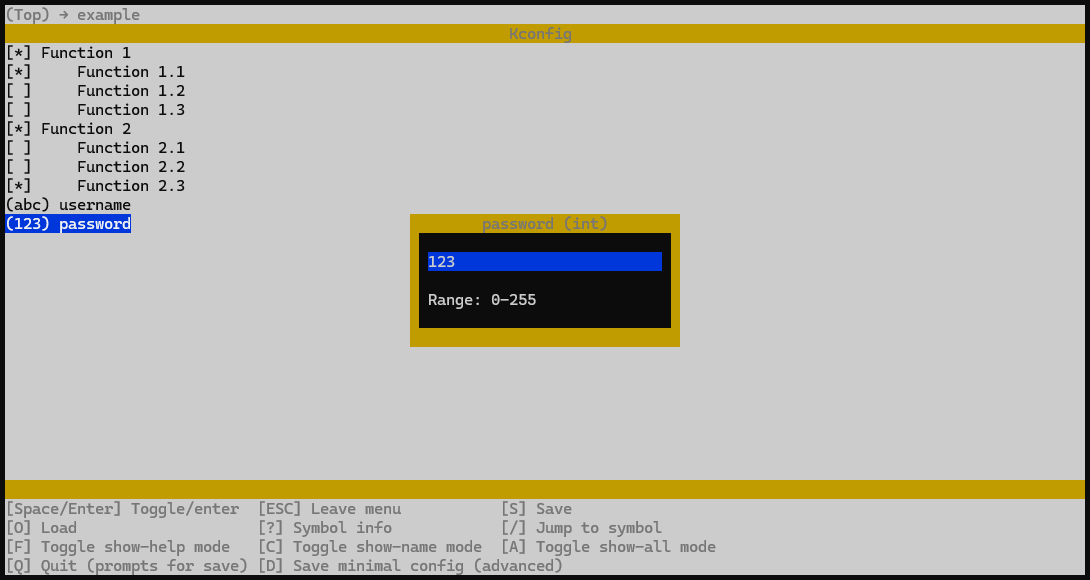 (Top) → example
Kconfig
[*] Function 1
[*]     Function 1.1
[ ]     Function 1.2
[ ]     Function 1.3
[*] Function 2
[ ]     Function 2.1
[ ]     Function 2.2
[*]     Function 2.3
(abc) username
(123) password
password (int)
123
Range: 0-255
[Space/Enter] Toggle/enter  [ESC] Leave menu           [S] Save
[O] Load                    [?] Symbol info            [/] Jump to symbol
[F] Toggle show-help mode   [C] Toggle show-name mode  [A] Toggle show-all mode
[Q] Quit (prompts for save) [D] Save minimal config (advanced)